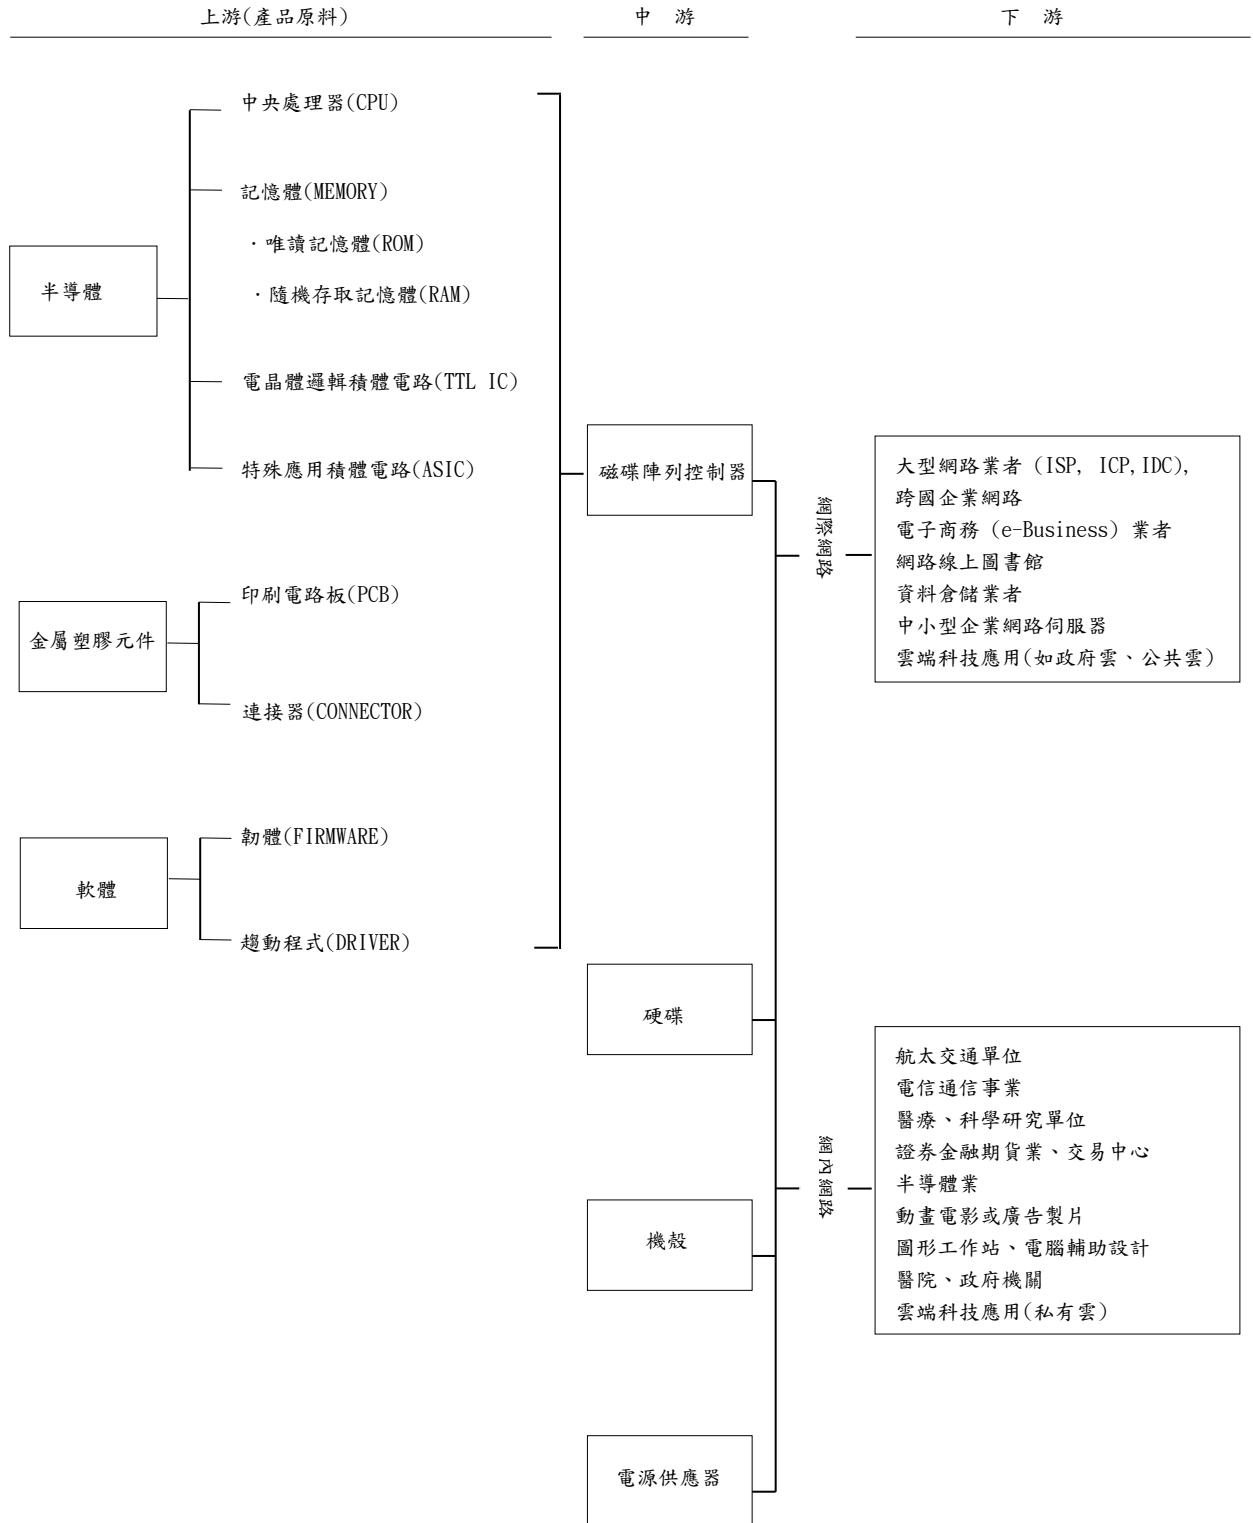 上游(產品原料)
中 游
下 游
半導體
中央處理器(CPU)
記憶體(MEMORY)
．唯讀記憶體(ROM)
．隨機存取記憶體(RAM)
電晶體邏輯積體電路(TTL IC)
特殊應用積體電路(ASIC)
金屬塑膠元件
印刷電路板(PCB)
連接器(CONNECTOR)
軟體
韌體(FIRMWARE)
趨動程式(DRIVER)
磁碟陣列控制器
硬碟
機殼
電源供應器
網際網路
大型網路業者 (ISP, ICP,IDC),
跨國企業網路
電子商務 (e-Business) 業者
網路線上圖書館
資料倉儲業者
中小型企業網路伺服器
雲端科技應用(如政府雲、公共雲)
網內網路
航太交通單位
電信通信事業
醫療、科學研究單位
證券金融期貨業、交易中心
半導體業
動畫電影或廣告製片
圖形工作站、電腦輔助設計
醫院、政府機關
雲端科技應用(私有雲)